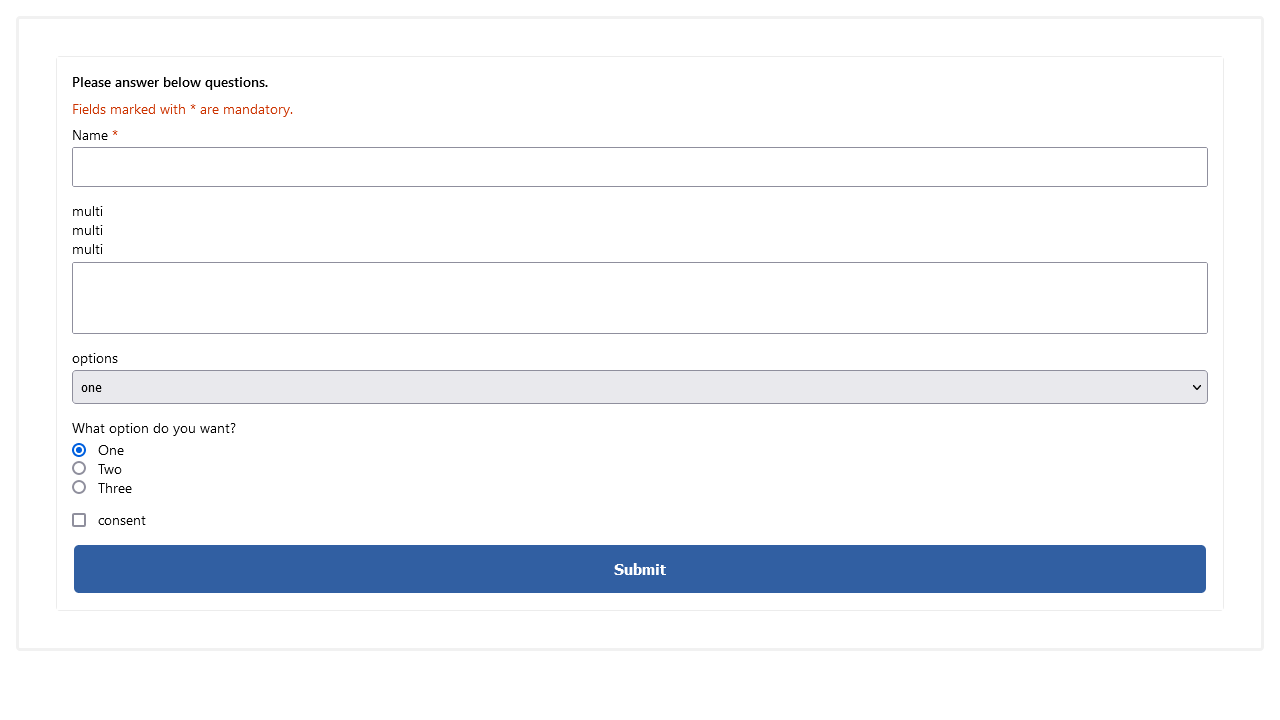 Please answer below questions.
Fields marked with * are mandatory.
Name *
multi
multi
multi
options
one
What option do you want?
One
Two
Three
consent
Submit